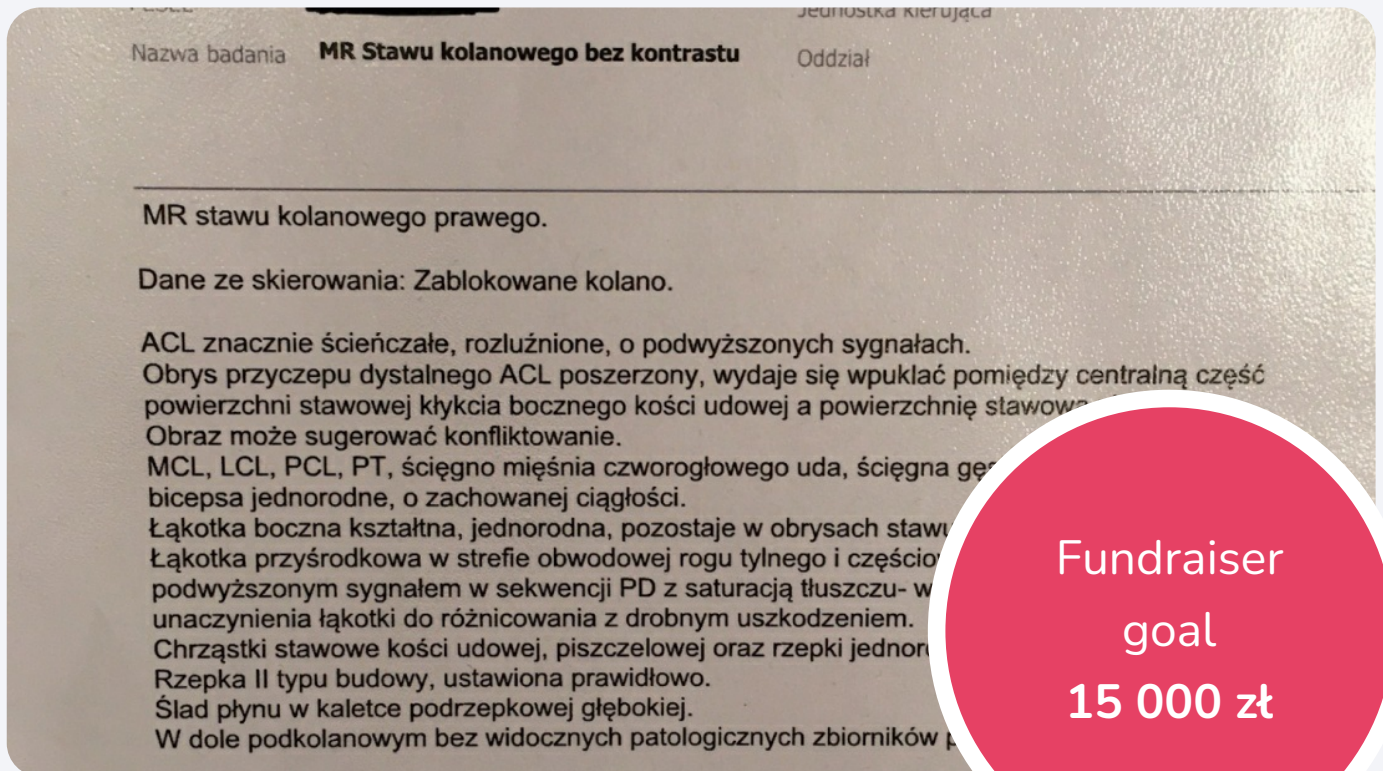 Jednostka kierująca
Nazwa badania MR Stawu kolanowego bez kontrastu Oddział
MR stawu kolanowego prawego.
Dane ze skierowania: Zablokowane kolano.
ACL znacznie ścieńczałe, rozluźnione, o podwyższonych sygnałach.
Obrys przyczepu dystalnego ACL poszerzony, wydaje się wpuklać pomiędzy centralną część
powierzchni stawowej kłykcia bocznego kości udowej a powierzchnię
Obraz może sugerować konfliktowanie.
MCL, LCL, PCL, PT, ścięgno mięśnia czworogłowego uda, ścięgna
bicepsa jednorodne, o zachowanej ciągłości.
Łąkotka boczna kształtna, jednorodna, pozostaje w obrysach
Łąkotka przyśrodkowa w strefie obwodowej rogu tylnego i
podwyższonym sygnałem w sekwencji PD z saturacją tłuszczu-
unaczynienia łąkotki do różnicowania z drobnym uszkodzeniem.
Chrząstki stawowe kości udowej, piszczelowej oraz rzepki
Rzepka II typu budowy, ustawiona prawidłowo.
Ślad płynu w kaletce podrzepkowej głębokiej.
W dole podkolanowym bez widocznych patologicznych zbiorników
Fundraiser
goal
15 000 zł